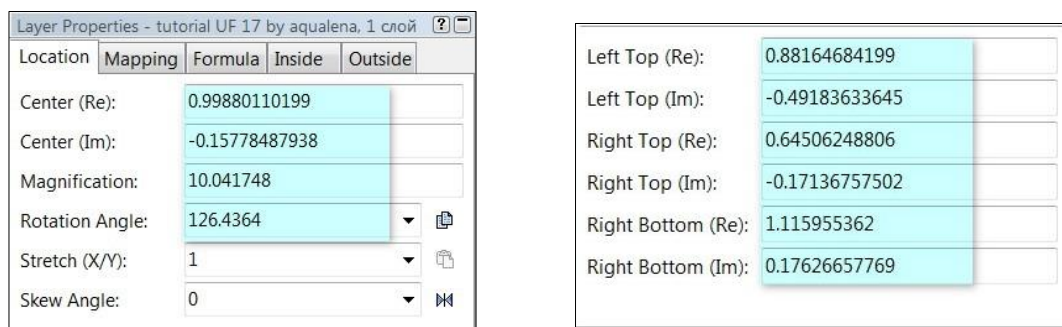 Layer Properties - tutorial UF 17 by aqualena, 1 слой
Location Mapping Formula Inside Outside
Center (Re): 0.99880110199
Center (Im): -0.15778487938
Magnification: 10.041748
Rotation Angle: 126.4364
Stretch (X/Y): 1
Skew Angle: 0
Left Top (Re): 0.88164684199
Left Top (Im): -0.49183633645
Right Top (Re): 0.64506248806
Right Top (Im): -0.17136757502
Right Bottom (Re): 1.115955362
Right Bottom (Im): 0.17626657769